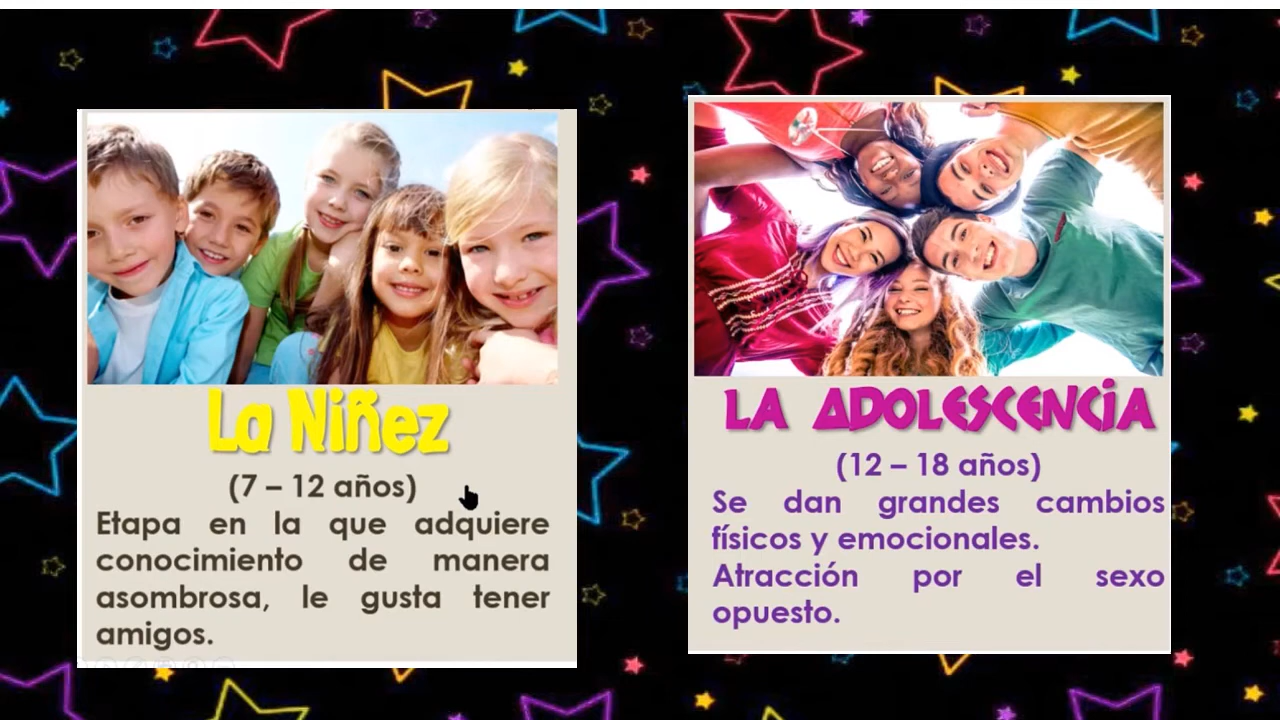 La Niñez
(7 – 12 años)
Etapa en la que adquiere
conocimiento de manera
asombrosa, le gusta tener
amigos.
LA ADOLESCENCiA
(12 – 18 años)
Se dan grandes cambios
físicos y emocionales.
Atracción por el sexo
opuesto.